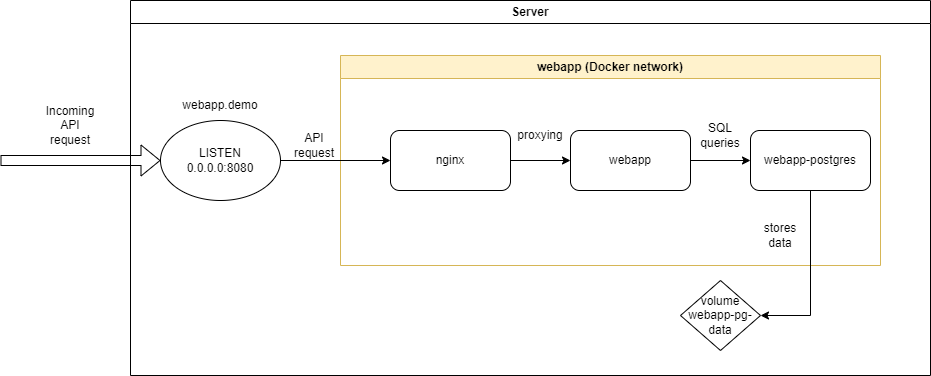 Server
webapp (Docker network)
Incoming
API
request
webapp.demo
LISTEN
0.0.0.0:8080
API
request
nginx
proxying
webapp
SQL
queries
webapp-postgres
stores
data
volume
webapp-pg-
data